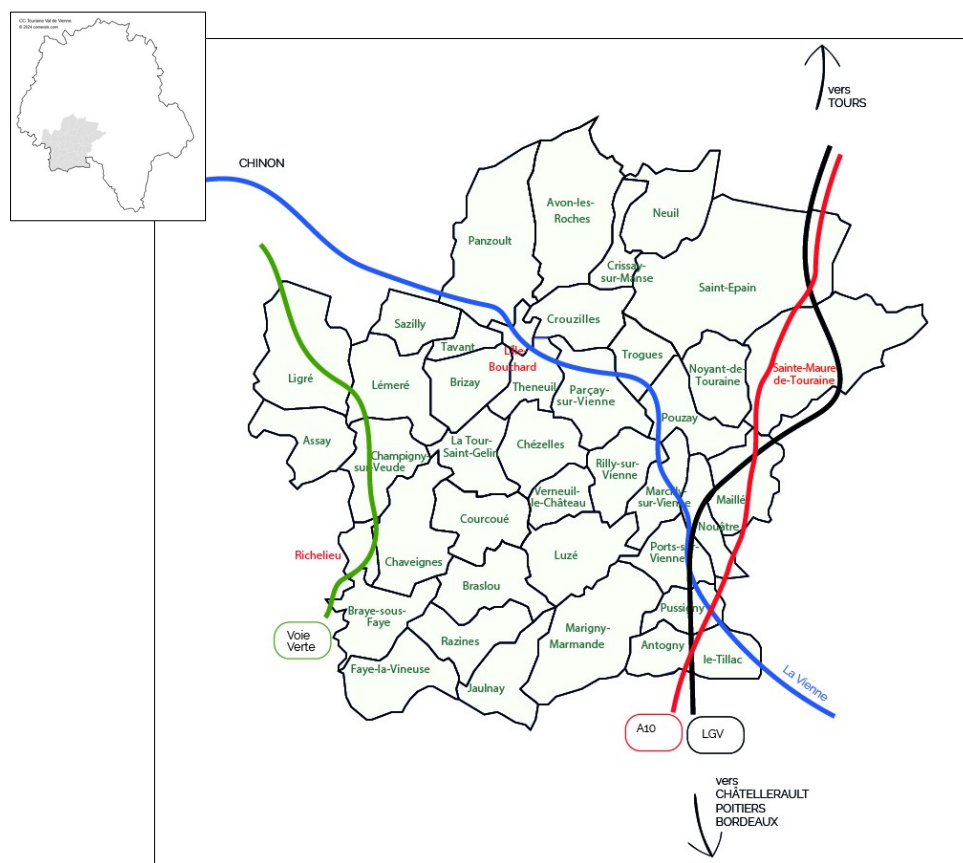 CC Touraine Val de Vienne
© 2024 comersis.com
vers
TOURS
CHINON
Avon-les-
Roches
Neuil
Panzoult
Crissay-
sur-Manse
Saint-Epain
Sazilly
Crouzilles
Tavant
L'Île-
Bouchard
Trogues
Noyant-de-
Touraine
Sainte-Maure
de-Touraine
Ligré
Lémeré
Brizay
Theneuil
Parçay-
sur-Vienne
Pouzay
Assay
Champigny-
sur-Veude
La Tour-
Saint-Gelin
Chézelles
Rilly-sur-
Vienne
Marcilly-
sur-Vienne
Maillé
Verneuil-
le-Château
Courcoué
Nouâtre
Richelieu
Chaveignes
Luzé
Ports-sur-
Vienne
Braslou
Braye-sous-
Faye
Pussigny
Voie
Verte
Razines
Marigny-
Marmande
Antogny
le-Tillac
Faye-la-Vineuse
Jaulnay
La Vienne
A10
LGV
vers
CHÂTELLERAULT
POITIERS
BORDEAUX